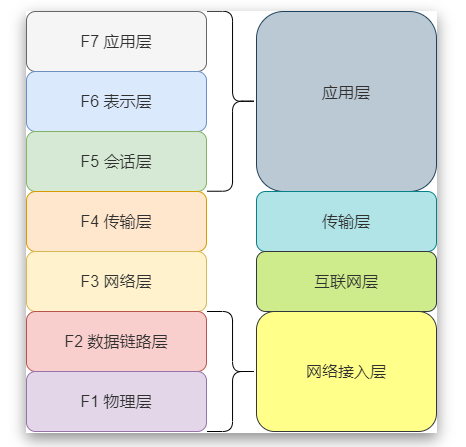 F7 应用层
F6 表示层
F5 会话层
F4 传输层
F3 网络层
F2 数据链路层
F1 物理层
应用层
传输层
互联网层
网络接入层